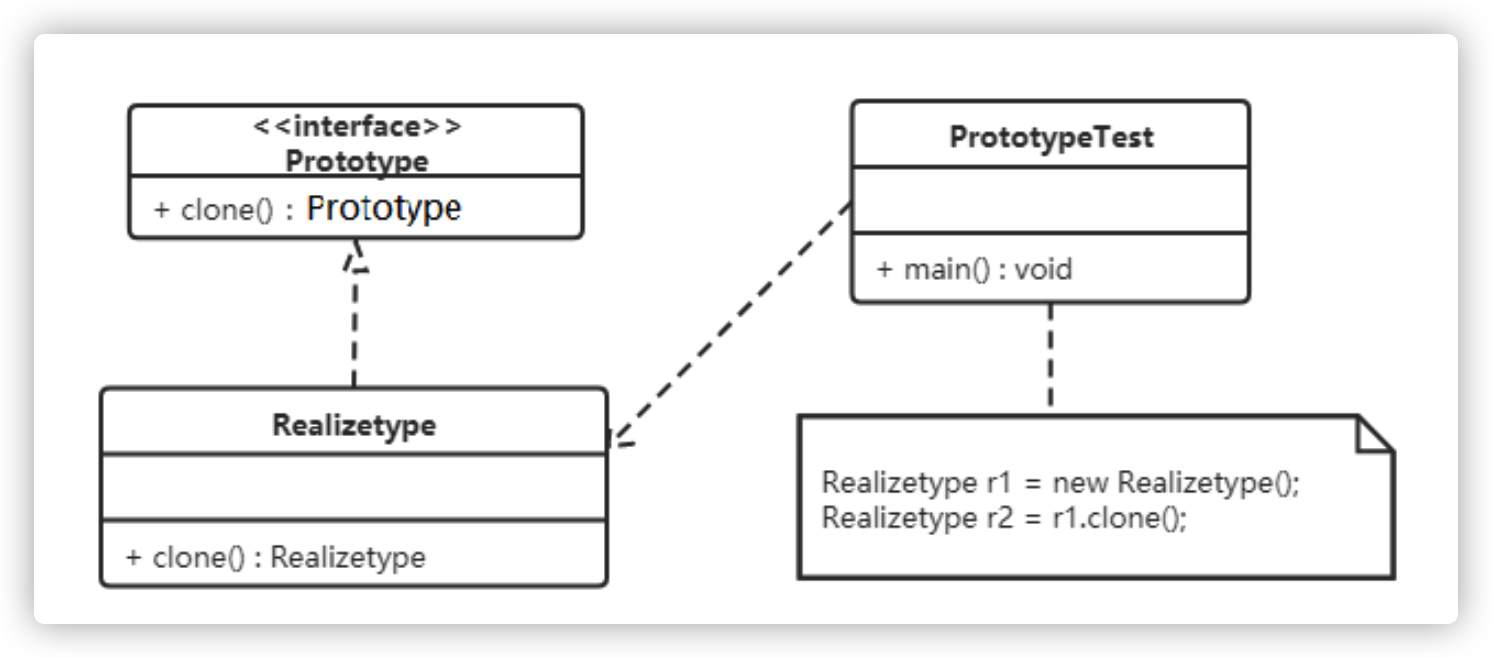 <<interface>>
Prototype
+ clone() : Prototype
Realizetype
+ clone() : Realizetype
PrototypeTest
+ main() : void
Realizetype r1 = new Realizetype();
Realizetype r2 = r1.clone();